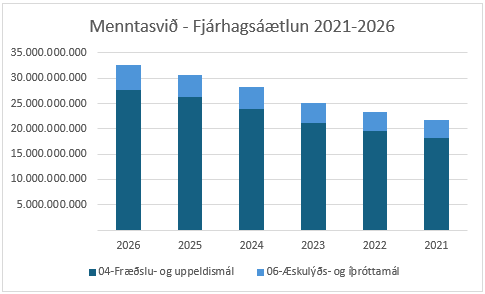 Menntasvið - Fjárhagsáætlun 2021-2026
35.000.000.000
30.000.000.000
25.000.000.000
20.000.000.000
15.000.000.000
10.000.000.000
5.000.000.000
2026 2025 2024 2023 2022 2021
04-Fræðslu- og uppeldismál 06-Æskulýðs- og íþróttamál